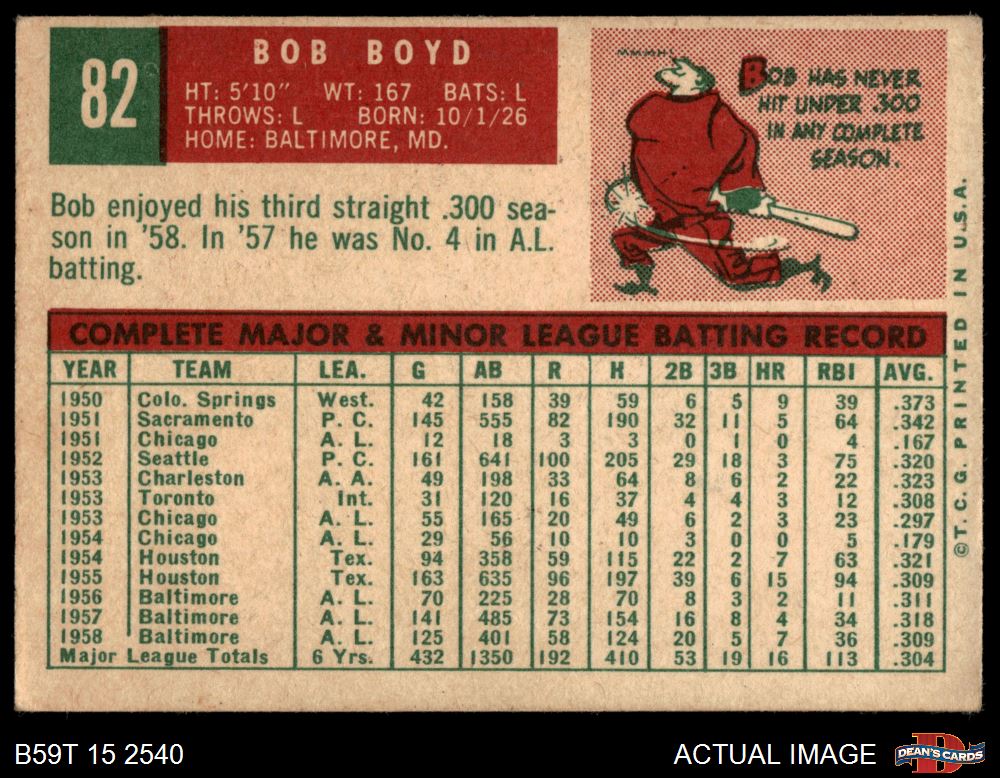 82
BOB BOYD
HT: 5'10" WT: 167 BATS: L
THROWS: L BORN: 10/1/26
HOME: BALTIMORE, MD.
MMMMH!
BOB HAS NEVER
HIT UNDER .300
IN ANY COMPLETE
SEASON.
Bob enjoyed his third straight .300 sea-
son in '58. In '57 he was No. 4 in A.L.
batting.
COMPLETE MAJOR & MINOR LEAGUE BATTING RECORD
YEAR TEAM LEA. G AB R H 2B 3B HR RBI AVG.
1950 Colo. Springs West. 42 158 39 59 6 5 9 39 .373
1951 Sacramento P. C. 145 555 82 190 32 11 5 64 .342
1951 Chicago A. L. 12 18 3 3 0 1 0 4 .167
1952 Seattle P. C. 161 641 100 205 29 18 3 75 .320
1953 Charleston A. A. 49 198 33 64 8 6 2 22 .323
1953 Toronto Int. 31 120 16 37 4 4 3 12 .308
1953 Chicago A. L. 55 165 20 49 6 2 3 23 .297
1954 Chicago A. L. 29 56 10 10 3 0 0 5 .179
1954 Houston Tex. 94 358 59 115 22 2 7 63 .321
1955 Houston Tex. 163 635 96 197 39 6 15 94 .309
1956 Baltimore A. L. 70 225 28 70 8 3 2 11 .311
1957 Baltimore A. L. 141 485 73 154 16 8 4 34 .318
1958 Baltimore A. L. 125 401 58 124 20 5 7 36 .309
Major League Totals 6 Yrs. 432 1350 192 410 53 19 16 113 .304
© T. C. G. PRINTED IN U.S.A.
B59T 15 2540
ACTUAL IMAGE
DEAN'S CARDS